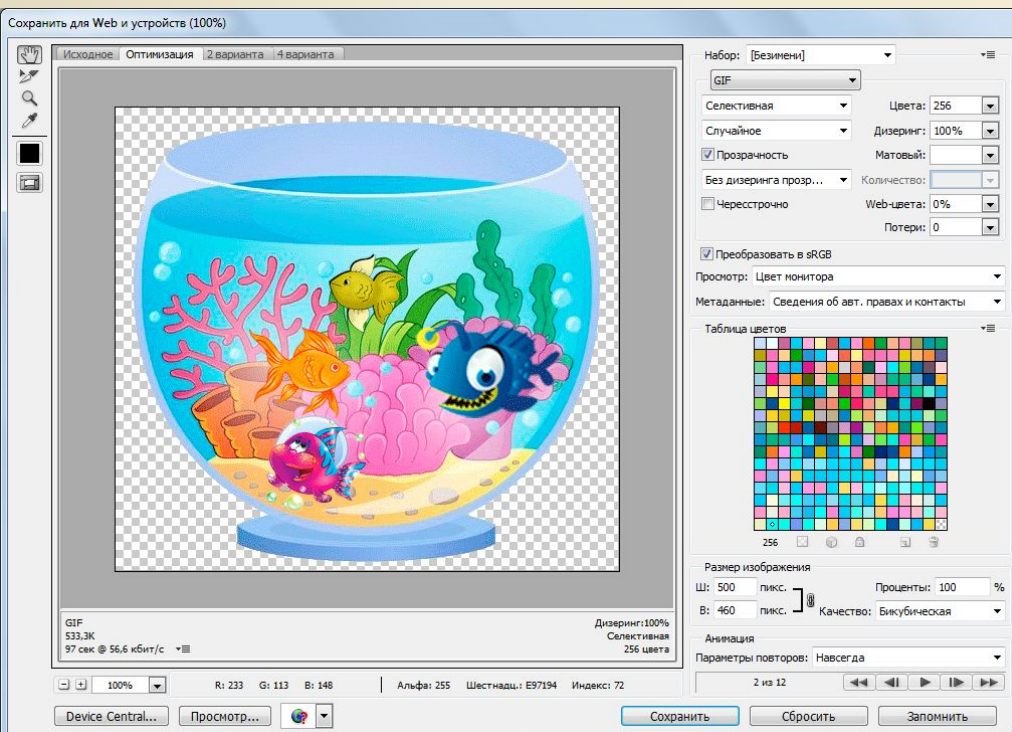 Сохранить для Web и устройств (100%)
Исходное Оптимизация 2 варианта 4 варианта
Набор: [Безимени]
GIF
Селективная Цвета: 256
Случайное Дизеринг: 100%
Прозрачность Матовый:
Без дизеринга прозр... Количество:
Чересстрочно Web-цвета: 0%
Потери: 0
Преобразовать в sRGB
Просмотр: Цвет монитора
Метаданные: Сведения об авт. правах и контакты
Таблица цветов
256
Размер изображения
Ш: 500 пикс. Проценты: 100 %
В: 460 пикс. Качество: Бикубическая
GIF Дизеринг:100%
533,3K Селективная
97 сек @ 56,6 кбит/с 256 цвета
Анимация
Параметры повторов: Навсегда
2 из 12
100% R: 233 G: 113 B: 148 Альфа: 255 Шестнадц.: E97194 Индекс: 72
Device Central... Просмотр... Сохранить Сбросить Запомнить